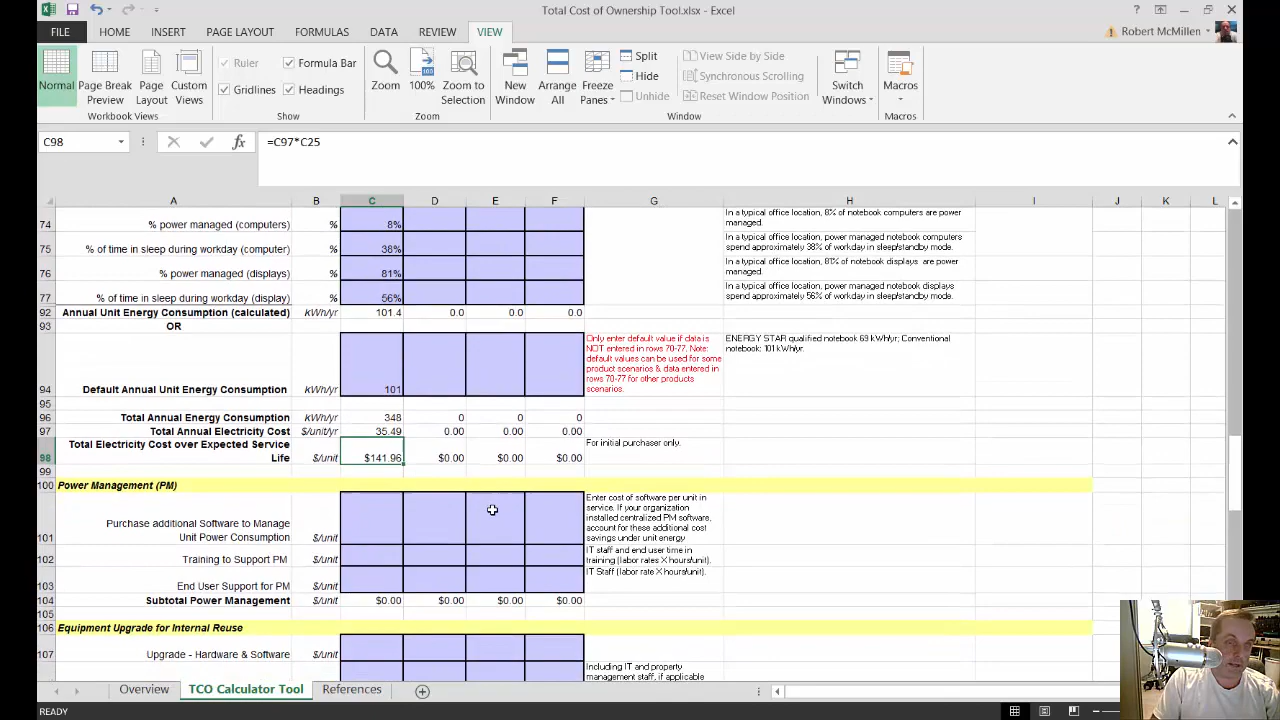 Total Cost of Ownership Tool.xlsx - Excel
FILE HOME INSERT PAGE LAYOUT FORMULAS DATA REVIEW VIEW Robert McMillen
Normal Page Break Preview Page Layout Custom Views
Ruler Formula Bar
Gridlines Headings
Zoom 100% Zoom to Selection
New Window Arrange All Freeze Panes
Split
Hide
Unhide
View Side by Side
Synchronous Scrolling
Reset Window Position
Switch Windows Macros
Workbook Views Show Zoom Window Macros
C98 fx =C97*C25
A B C D E F G H I J K L
74 % power managed (computers) % 8% In a typical office location, 8% of notebook computers are power managed.
75 % of time in sleep during workday (computer) % 38% In a typical office location, power managed notebook computers spend approximately 38% of workday in sleep/standby mode.
76 % power managed (displays) % 81% In a typical office location, 81% of notebook displays are power managed.
77 % of time in sleep during workday (display) % 56% In a typical office location, power managed notebook displays spend approximately 56% of workday in sleep/standby mode.
92 Annual Unit Energy Consumption (calculated) KWh/yr 101.4 0.0 0.0 0.0
93 OR
94 Default Annual Unit Energy Consumption KWh/yr 101 Only enter default value if data is NOT entered in rows 70-77. Note: default values can be used for some product scenarios & data entered in rows 70-77 for other products scenarios. ENERGY STAR qualified notebook 69 kWh/yr; Conventional notebook: 101 kWh/yr.
95
96 Total Annual Energy Consumption KWh/yr 348 0 0 0
97 Total Annual Electricity Cost $/unit/yr 35.49 0.00 0.00 0.00
98 Total Electricity Cost over Expected Service Life $/unit $141.96 $0.00 $0.00 $0.00 For initial purchaser only.
99
100 Power Management (PM)
101 Purchase additional Software to Manage Unit Power Consumption $/unit Enter cost of software per unit in service. If your organization installed centralized PM software, account for these additional cost savings under unit energy
102 Training to Support PM $/unit IT staff and end user time in training (labor rates X hours/unit).
103 End User Support for PM $/unit IT Staff (labor rate X hours/unit).
104 Subtotal Power Management $/unit $0.00 $0.00 $0.00 $0.00
105
106 Equipment Upgrade for Internal Reuse
107 Upgrade - Hardware & Software $/unit
Including IT and property management staff, if applicable
Overview TCO Calculator Tool References
READY